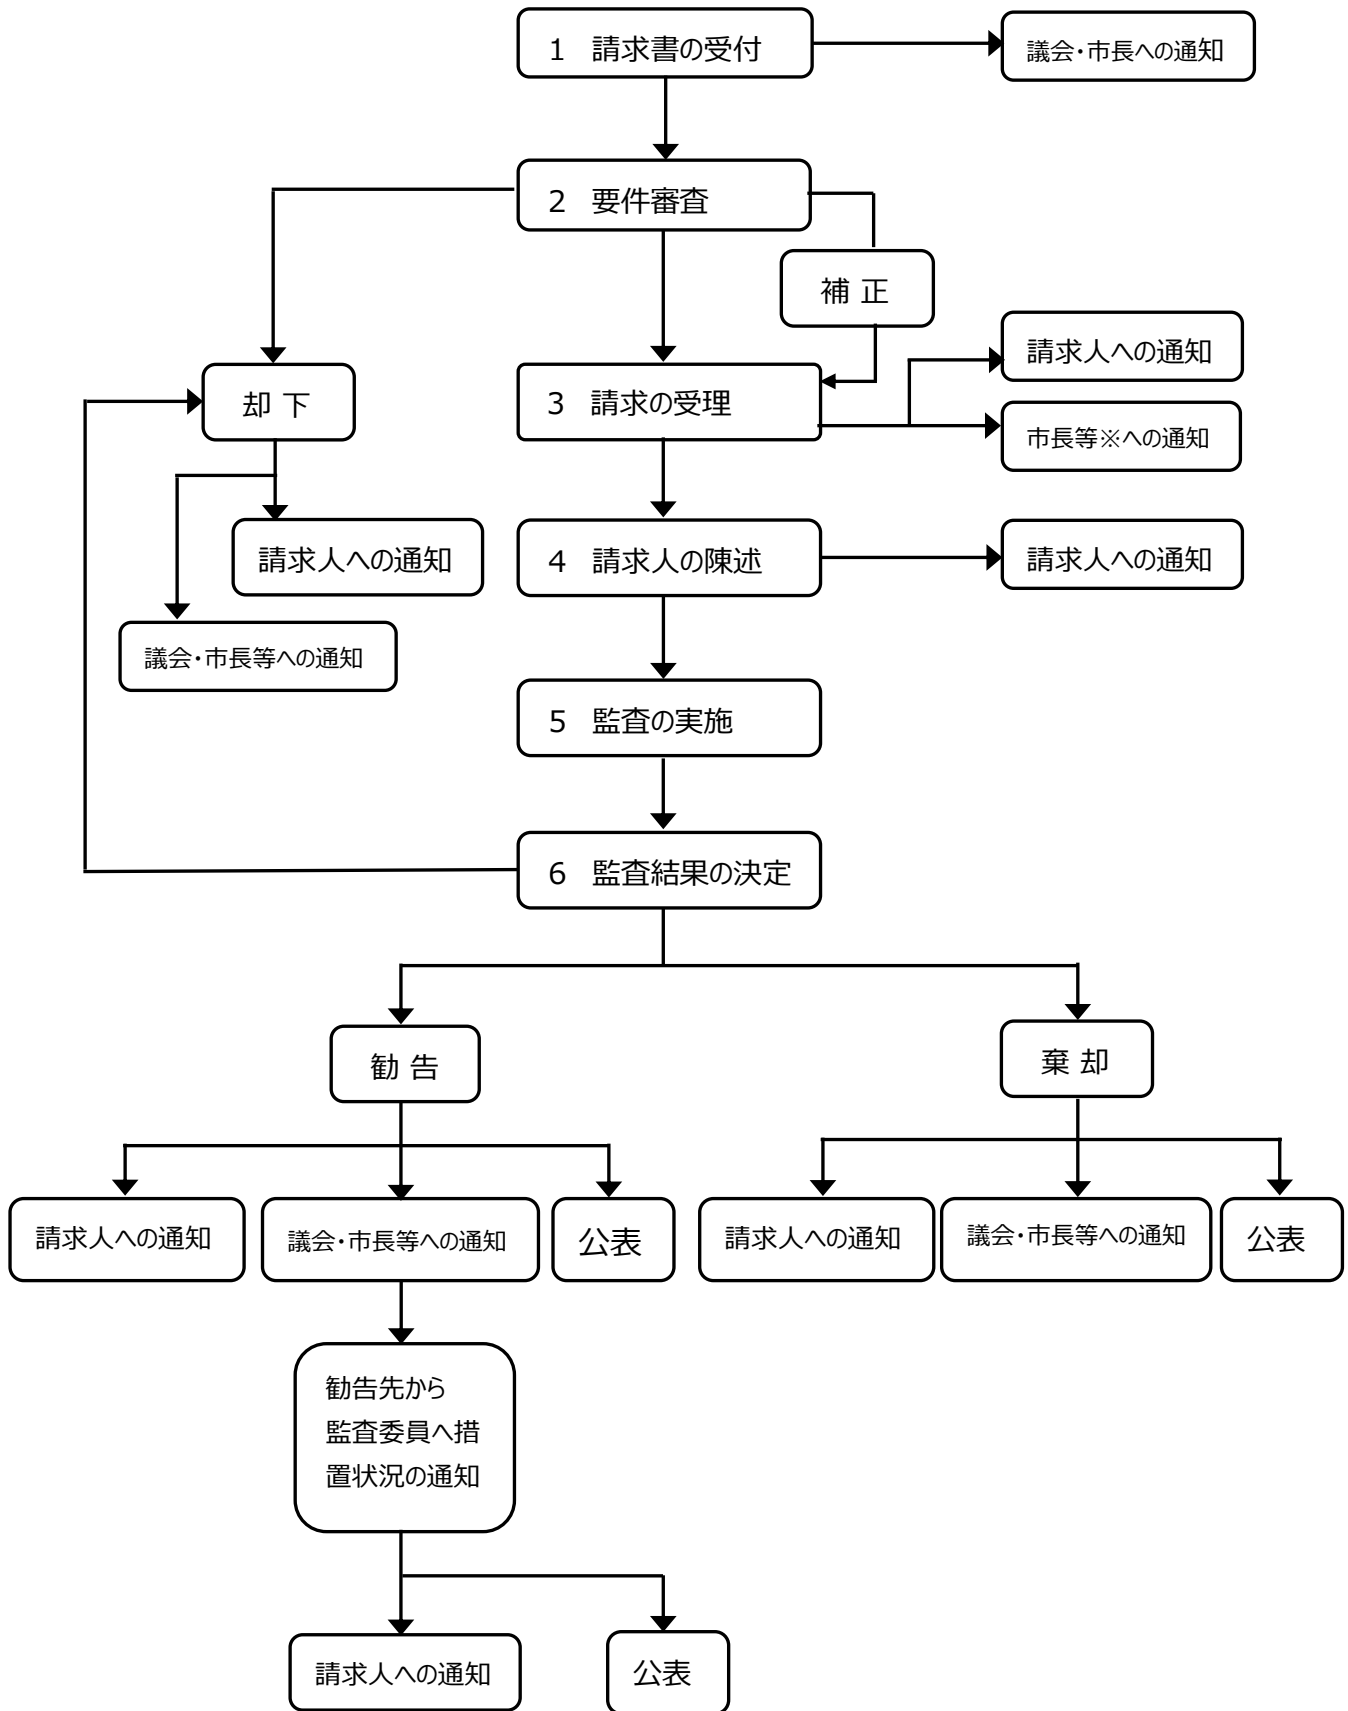 1 請求書の受付
議会・市長への通知
2 要件審査
補 正
請求人への通知
却 下
3 請求の受理
市長等※への通知
請求人への通知
4 請求人の陳述
請求人への通知
議会・市長等への通知
5 監査の実施
6 監査結果の決定
勧 告
棄 却
請求人への通知
議会・市長等への通知
公表
請求人への通知
議会・市長等への通知
公表
勧告先から
監査委員へ措
置状況の通知
請求人への通知
公表